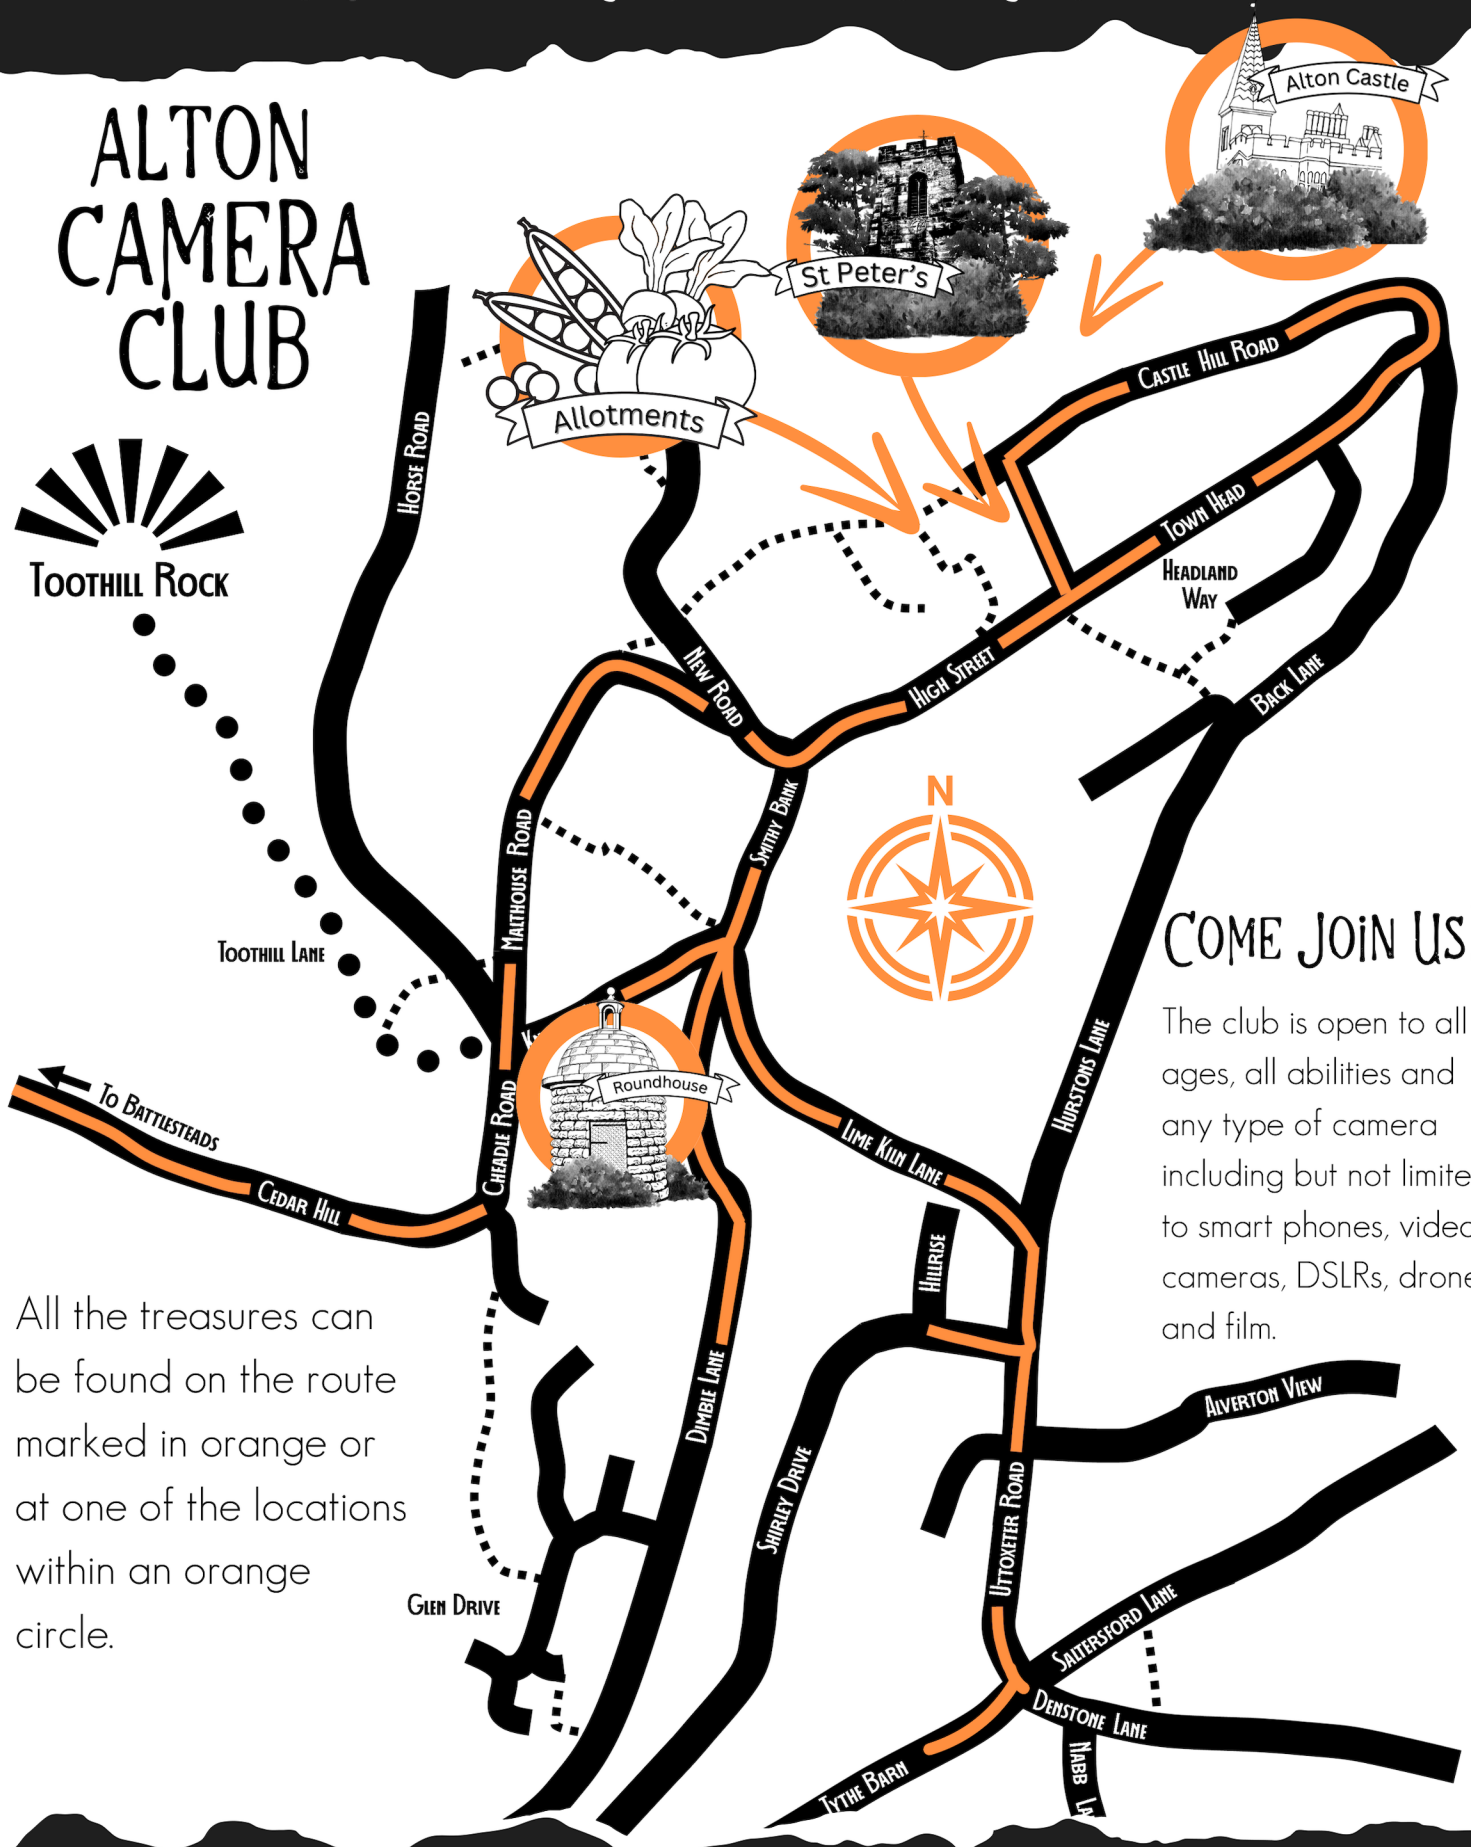 ALTON
CAMERA
CLUB
Alton Castle
St Peter's
Allotments
CASTLE HILL ROAD
HORSE ROAD
TOWN HEAD
TOOTHILL ROCK
HEADLAND
WAY
NEW ROAD
HIGH STREET
BACK LANE
N
SMITHY BANK
MALTHOUSE ROAD
TOOTHILL LANE
COME JOIN US
The club is open to all
ages, all abilities and
any type of camera
including but not limite
to smart phones, video
cameras, DSLRs, drone
and film.
HURSTONS LANE
Roundhouse
TO BATTLESTEADS
CHEADLE ROAD
LIME KILN LANE
CEDAR HILL
HILLRISE
All the treasures can
be found on the route
marked in orange or
at one of the locations
within an orange
circle.
DIMBLE LANE
ALVERTON VIEW
SHIRLEY DRIVE
UTTOXETER ROAD
GLEN DRIVE
SALTERSFORD LANE
DENSTONE LANE
NABB LA
TYTHE BARN